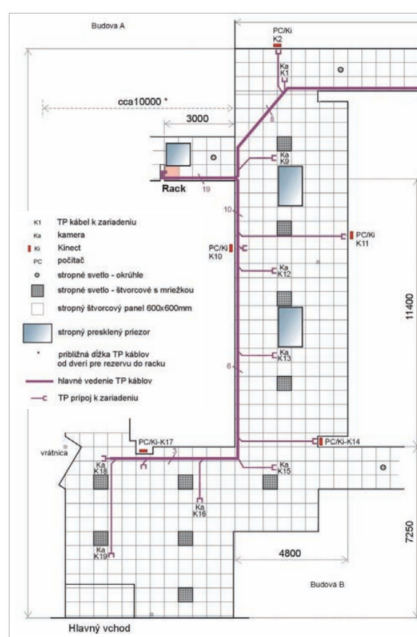 Budova A
PC/Ki
K2
Ka
K1
cca10000 *
3000
8
Ka
K9
Rack
19
10
K1 TP kábel k zariadeniu
Ka kamera
Ki Kinect
PC počítač
stropné svetlo - okrúhle
stropné svetlo - štvorcové s mriežkou
stropný štvorcový panel 600x600mm
stropný presklený priezor
* približná dĺžka TP káblov
od dverí pre rezervu do racku
hlavné vedenie TP káblov
TP prípoj k zariadeniu
PC/Ki
K10
PC/Ki
K11
Ka
K12
11400
Ka
K13
6
PC/Ki-K17
PC/Ki-K14
vrátnica
3
Ka
K18
Ka
K15
Ka
K16
Ka
K19
4800
7250
Budova B
Hlavný vchod